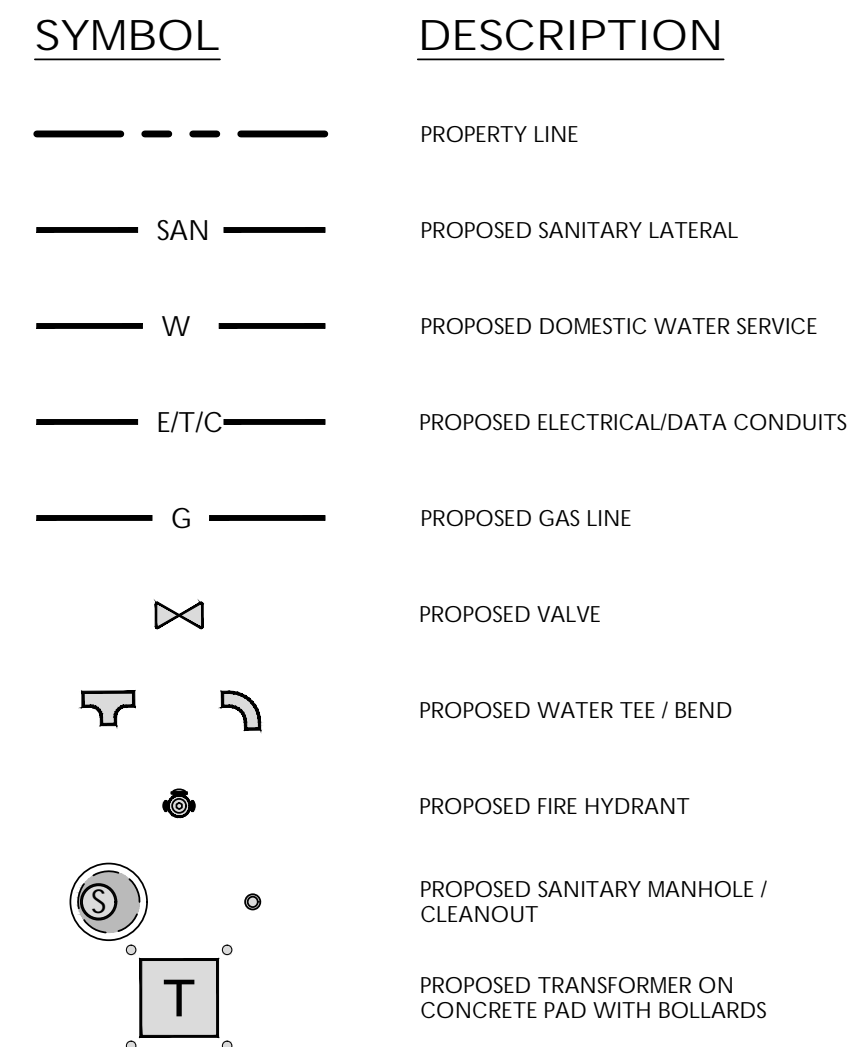 SYMBOL DESCRIPTION
PROPERTY LINE
SAN PROPOSED SANITARY LATERAL
W PROPOSED DOMESTIC WATER SERVICE
E/T/C PROPOSED ELECTRICAL/DATA CONDUITS
G PROPOSED GAS LINE
PROPOSED VALVE
PROPOSED WATER TEE / BEND
PROPOSED FIRE HYDRANT
S PROPOSED SANITARY MANHOLE /
CLEANOUT
T PROPOSED TRANSFORMER ON
CONCRETE PAD WITH BOLLARDS